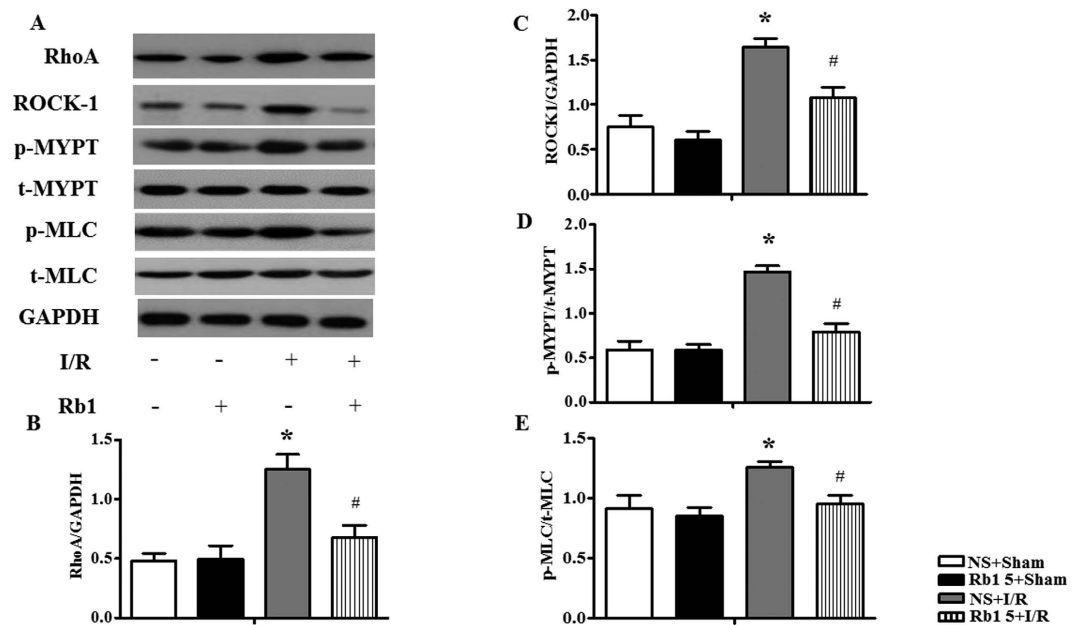 A
RhoA
ROCK-1
p-MYPT
t-MYPT
p-MLC
t-MLC
GAPDH
I/R - - + +
Rb1 - + - +
B
RhoA/GAPDH
1.5
1.0
0.5
0.0
*
#
C
ROCK1/GAPDH
2.0
1.5
1.0
0.5
0.0
*
#
D
p-MYPT/t-MYPT
2.0
1.5
1.0
0.5
0.0
*
#
E
p-MLC/t-MLC
1.5
1.0
0.5
0.0
*
#
NS+Sham
Rb1 5+Sham
NS+I/R
Rb1 5+I/R